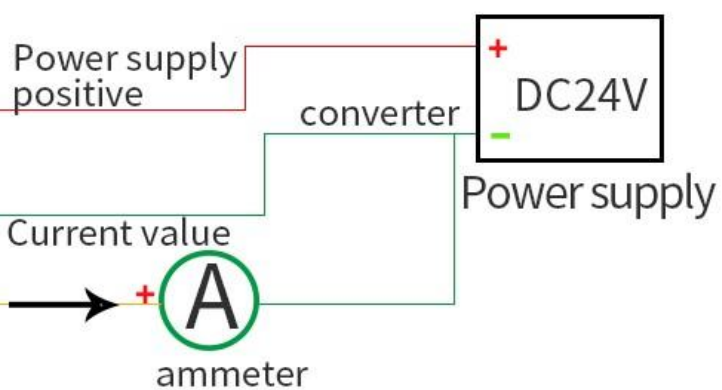 Power supply
positive
+
DC24V
converter
-
Power supply
Current value
+
A
ammeter